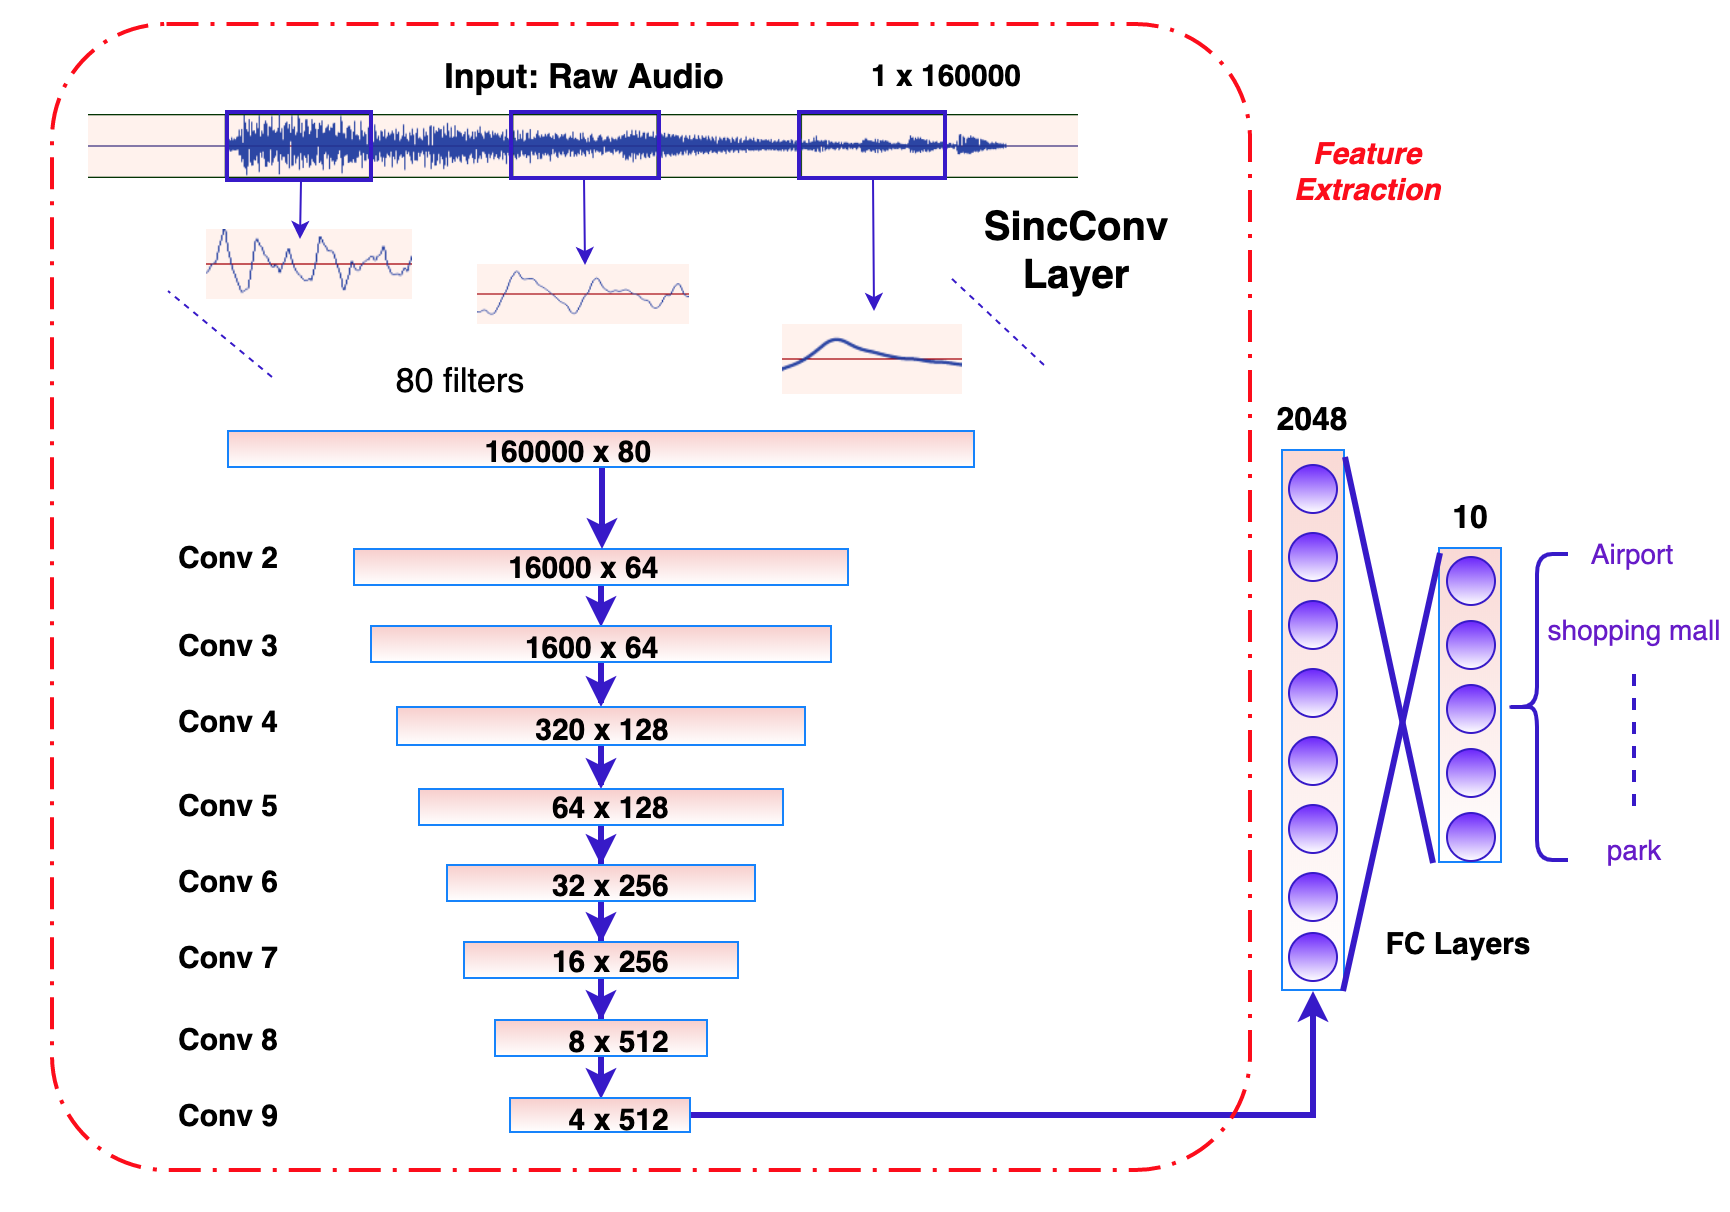 Input: Raw Audio
1 x 160000
Feature
Extraction
SincConv
Layer
80 filters
160000 x 80
Conv 2
16000 x 64
Conv 3
1600 x 64
Conv 4
320 x 128
Conv 5
64 x 128
Conv 6
32 x 256
Conv 7
16 x 256
Conv 8
8 x 512
Conv 9
4 x 512
2048
10
Airport
shopping mall
park
FC Layers